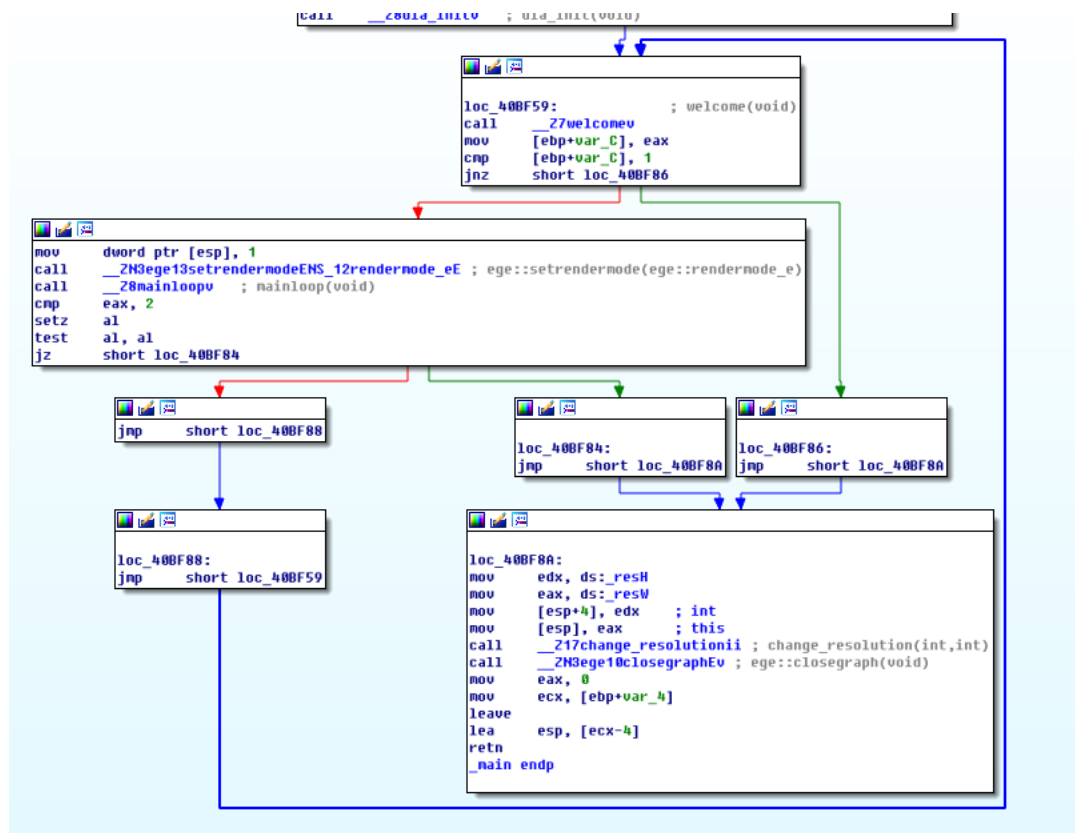 call    __Z8dia_initv   ; dia_init(void)
loc_40BF59:             ; welcome(void)
call    __Z7welcomev
mov     [ebp+var_C], eax
cmp     [ebp+var_C], 1
jnz     short loc_40BF86
mov     dword ptr [esp], 1
call    __ZN3ege13setrendermodeENS_12rendermode_eE ; ege::setrendermode(ege::rendermode_e)
call    __Z8mainloopv   ; mainloop(void)
cmp     eax, 2
setz    al
test    al, al
jz      short loc_40BF84
jmp     short loc_40BF88
loc_40BF84:
jmp     short loc_40BF8A
loc_40BF86:
jmp     short loc_40BF8A
loc_40BF88:
jmp     short loc_40BF59
loc_40BF8A:
mov     edx, ds:_resH
mov     eax, ds:_resW
mov     [esp+4], edx    ; int
mov     [esp], eax      ; this
call    __Z17change_resolutionii ; change_resolution(int,int)
call    __ZN3ege10closegraphEv ; ege::closegraph(void)
mov     eax, 0
mov     ecx, [ebp+var_4]
leave
lea     esp, [ecx-4]
retn
_main endp